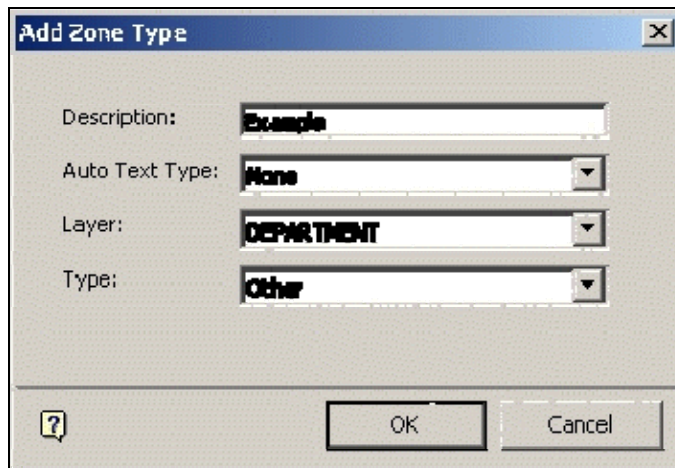 Add Zone Type
Description: Example
Auto Text Type: None
Layer: DEPARTMENT
Type: Other
?
OK Cancel